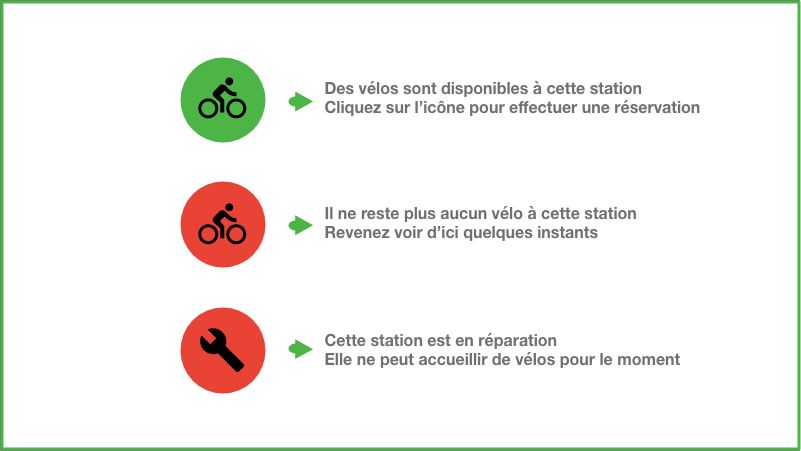 Des vélos sont disponibles à cette station
Cliquez sur l’icône pour effectuer une réservation
Il ne reste plus aucun vélo à cette station
Revenez voir d’ici quelques instants
Cette station est en réparation
Elle ne peut accueillir de vélos pour le moment